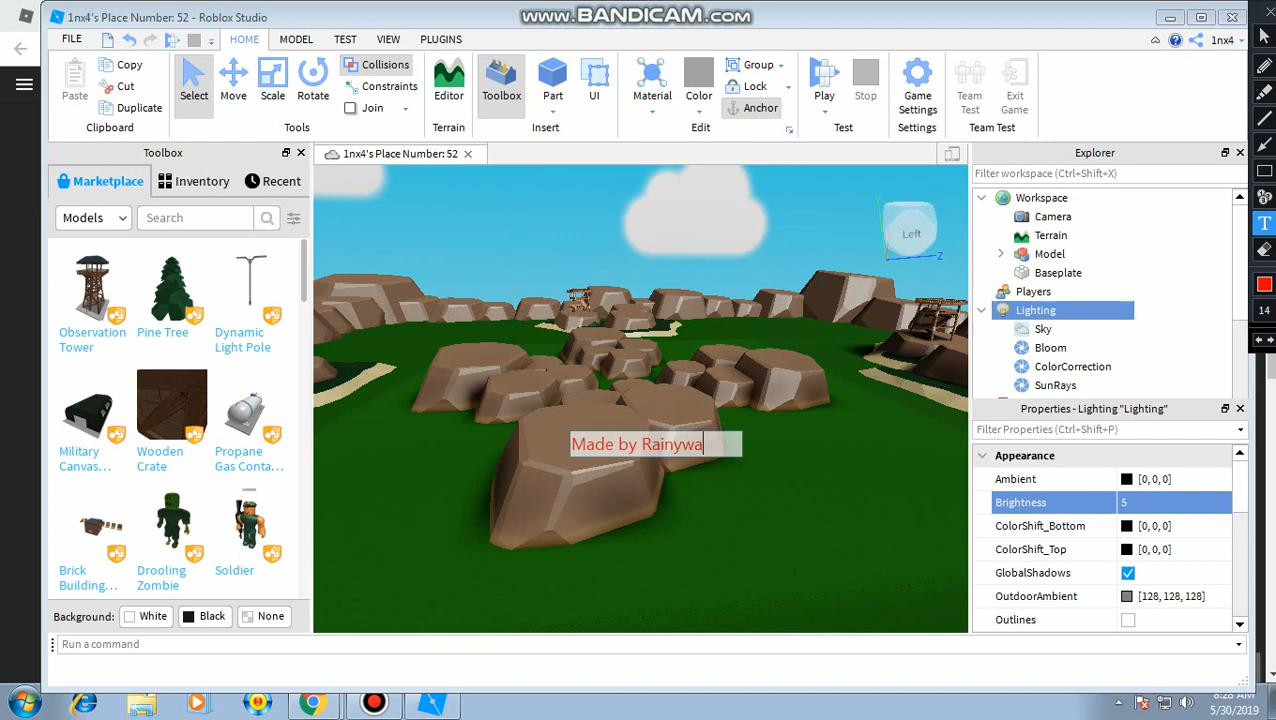 1nx4's Place Number: 52 - Roblox Studio
www.BANDICAM.com
FILE
HOME MODEL TEST VIEW PLUGINS
1nx4
Paste
Copy
Cut
Duplicate
Clipboard
Select Move Scale Rotate
Collisions
Constraints
Join
Tools
Editor
Terrain
Toolbox Part UI
Insert
Material Color
Group
Lock
Anchor
Edit
Play Stop
Test
Game Settings
Settings
Team Test Exit Game
Team Test
Toolbox
Marketplace Inventory Recent
Models Search
Observation Tower
Pine Tree
Dynamic Light Pole
Military Canvas...
Wooden Crate
Propane Gas Conta...
Brick Building...
Drooling Zombie
Soldier
Background: White Black None
1nx4's Place Number: 52
Left
Z
Made by Rainywa
Explorer
Filter workspace (Ctrl+Shift+X)
Workspace
Camera
Terrain
Model
Baseplate
Players
Lighting
Sky
Bloom
ColorCorrection
SunRays
Properties - Lighting "Lighting"
Filter Properties (Ctrl+Shift+P)
Appearance
Ambient [0, 0, 0]
Brightness 5
ColorShift_Bottom [0, 0, 0]
ColorShift_Top [0, 0, 0]
GlobalShadows
OutdoorAmbient [128, 128, 128]
Outlines
T
14
Run a command
8:28 AM
5/30/2019